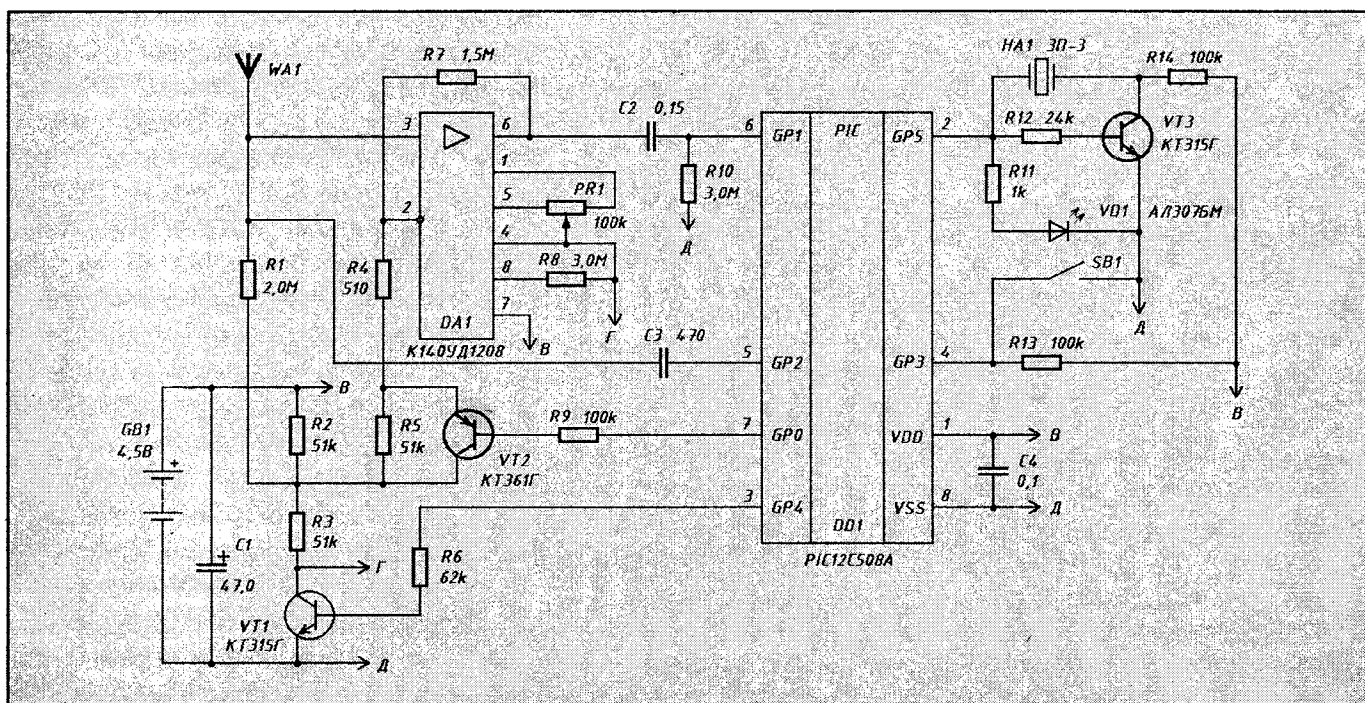 WA1
R7 1,5М
3
6
1
5
4
8
7
2
DA1
К140УД1208
PR1
100k
R8 3,0М
В
Г
C2 0,15
R10
3,0М
Д
R1
2,0М
R4
510
C3 470
6
5
7
3
GP1
GP2
GP0
GP4
PIC
DD1
PIC12C508A
GP5
GP3
VDD
VSS
2
4
1
8
HA1 ЗП-3
R14 100k
R12 24k
VT3
КТ315Г
R11
1k
VD1
АЛ307БМ
SB1
Д
R13 100k
В
В
C4
0,1
Д
GB1
4,5В
+
C1
+
47,0
R2
51k
В
R5
51k
VT2
КТ361Г
R9 100k
R3
51k
Г
R6
62k
VT1
КТ315Г
Д